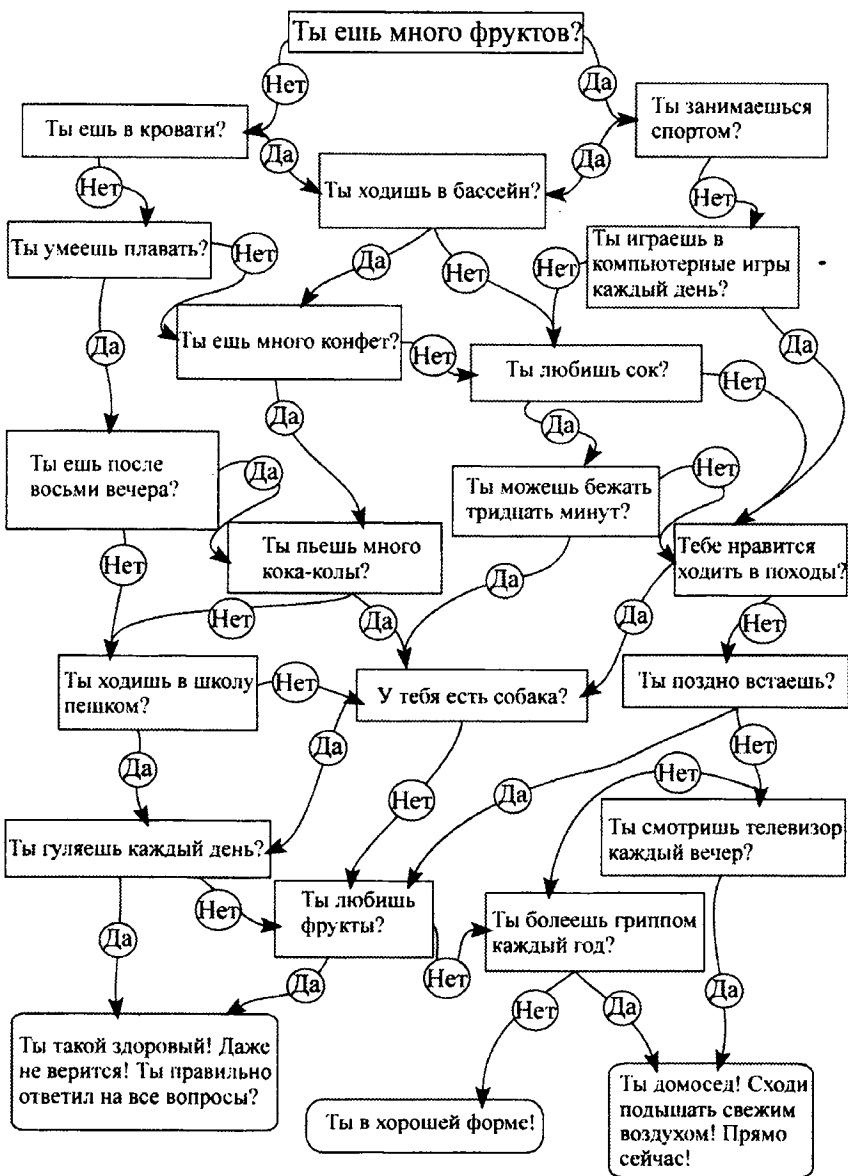 Ты ешь много фруктов?
Нет
Да
Ты ешь в кровати?
Ты занимаешься
спортом?
Да
Да
Нет
Ты ходишь в бассейн?
Нет
Ты умеешь плавать?
Нет
Да
Нет
Нет
Ты играешь в
компьютерные игры
каждый день?
Да
Ты ешь много конфет?
Нет
Ты любишь сок?
Нет
Да
Да
Да
Ты ешь после
восьми вечера?
Да
Ты можешь бежать
тридцать минут?
Нет
Нет
Ты пьешь много
кока-колы?
Тебе нравится
ходить в походы?
Да
Нет
Да
Да
Нет
Ты ходишь в школу
пешком?
Нет
У тебя есть собака?
Ты поздно встаешь?
Да
Да
Нет
Да
Нет
Нет
Ты гуляешь каждый день?
Ты смотришь телевизор
каждый вечер?
Нет
Ты любишь
фрукты?
Нет
Ты болеешь гриппом
каждый год?
Да
Да
Нет
Да
Да
Ты такой здоровый! Даже
не верится! Ты правильно
ответил на все вопросы?
Ты в хорошей форме!
Ты домосед! Сходи
подышать свежим
воздухом! Прямо
сейчас!